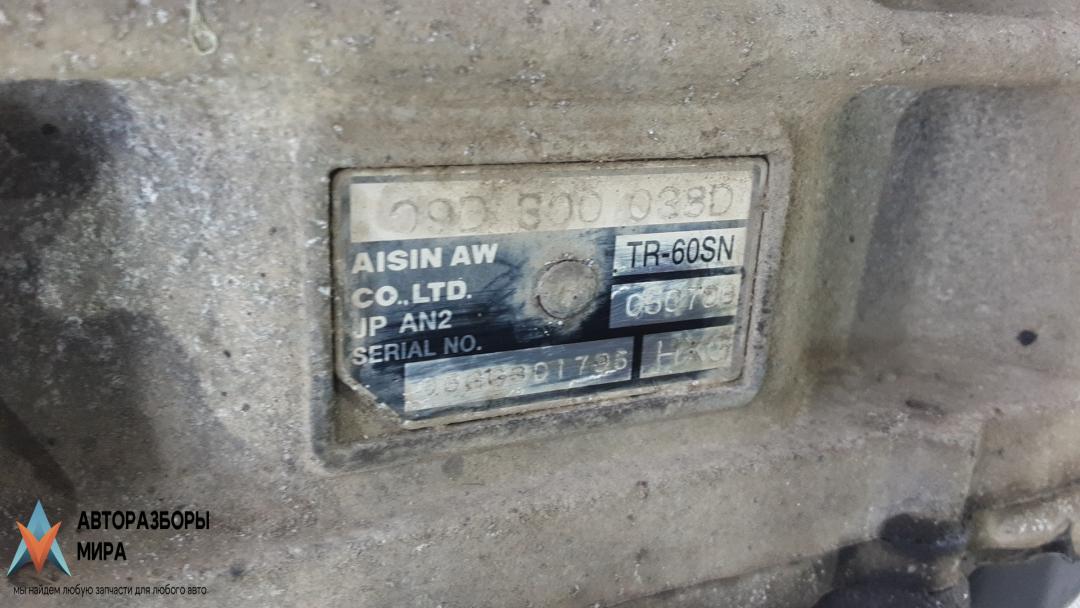 09D 300 038D
AISIN AW
CO.,LTD.
JP AN2
SERIAL NO.
TR-60SN
АВТОРАЗБОРЫ
МИРА
мы найдем любую запчасти для любого авто